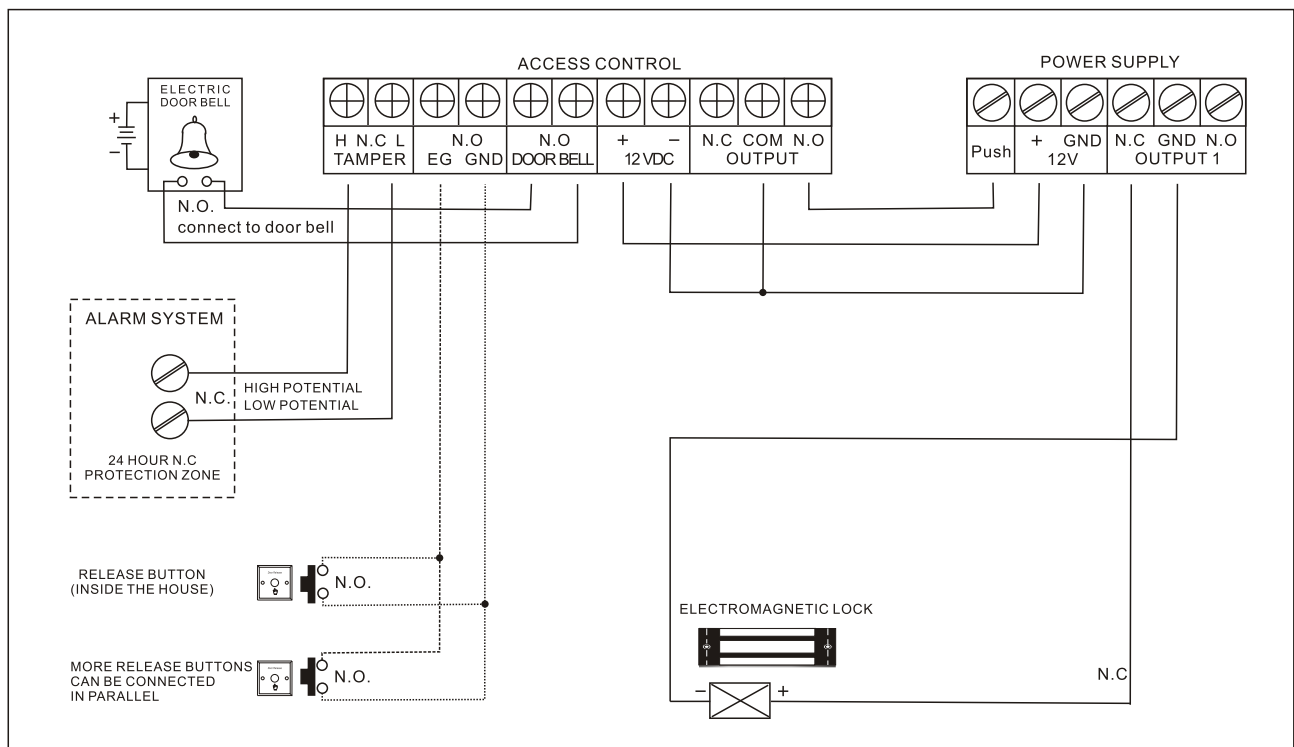 ACCESS CONTROL
POWER SUPPLY
ELECTRIC
DOOR BELL
+
−
H N.C L
TAMPER
N.O
EG GND
N.O
DOOR BELL
+ −
12 VDC
N.C COM N.O
OUTPUT
Push
+ GND
12V
N.C GND N.O
OUTPUT 1
N.O.
connect to door bell
ALARM SYSTEM
N.C.
HIGH POTENTIAL
LOW POTENTIAL
24 HOUR N.C
PROTECTION ZONE
RELEASE BUTTON
(INSIDE THE HOUSE)
N.O.
MORE RELEASE BUTTONS
CAN BE CONNECTED
IN PARALLEL
N.O.
ELECTROMAGNETIC LOCK
N.C
− +